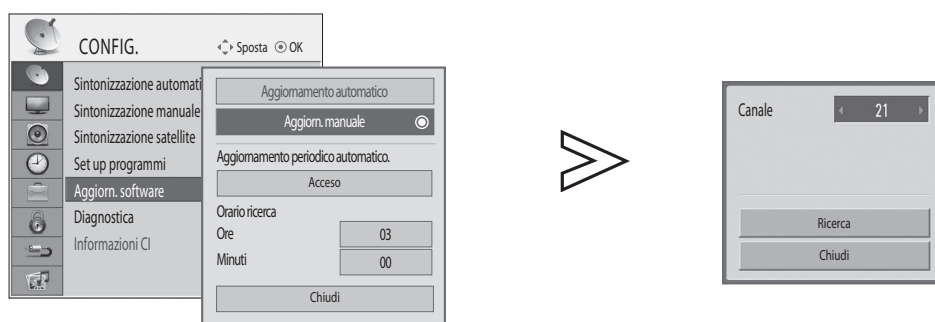 CONFIG.
Sposta OK
Sintonizzazione automati
Sintonizzazione manuale
Sintonizzazione satellite
Set up programmi
Aggiorn. software
Diagnostica
Informazioni CI
Aggiornamento automatico
Aggiorn. manuale
Aggiornamento periodico automatico.
Acceso
Orario ricerca
Ore 03
Minuti 00
Chiudi
Canale 21
Ricerca
Chiudi